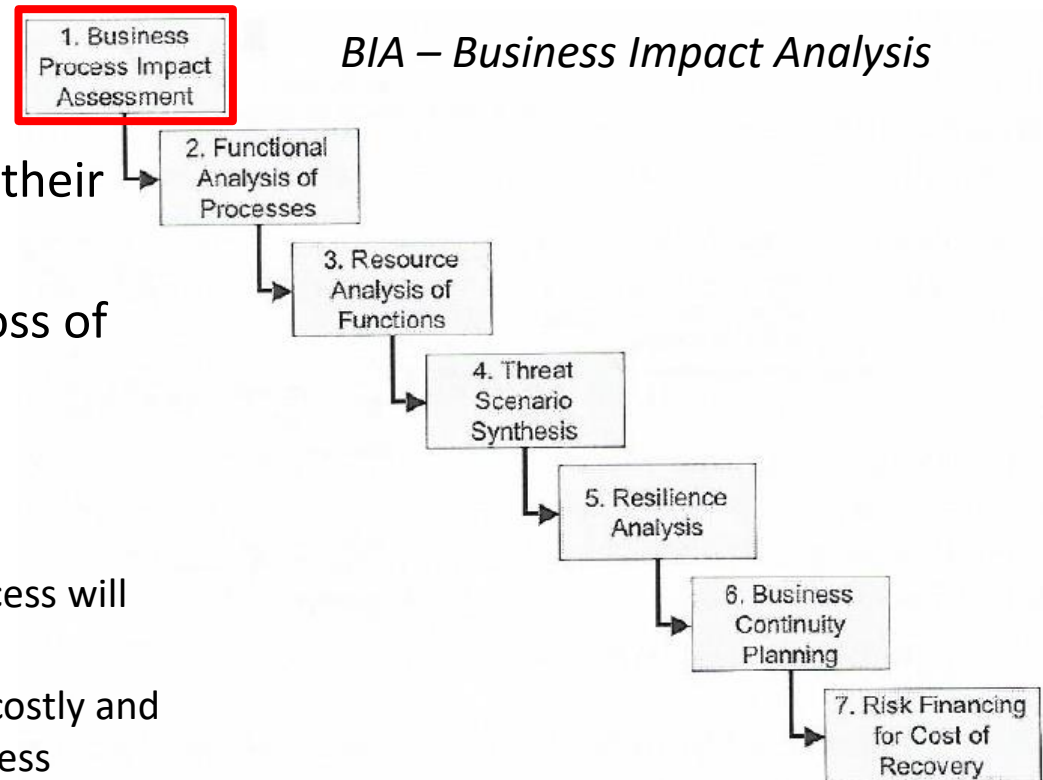 1. Business
Process Impact
Assessment
BIA – Business Impact Analysis
their
2. Functional
Analysis of
Processes
3. Resource
Analysis of
Functions
oss of
4. Threat
Scenario
Synthesis
5. Resilience
Analysis
cess will
6. Business
Continuity
Planning
costly and
ess
7. Risk Financing
for Cost of
Recovery